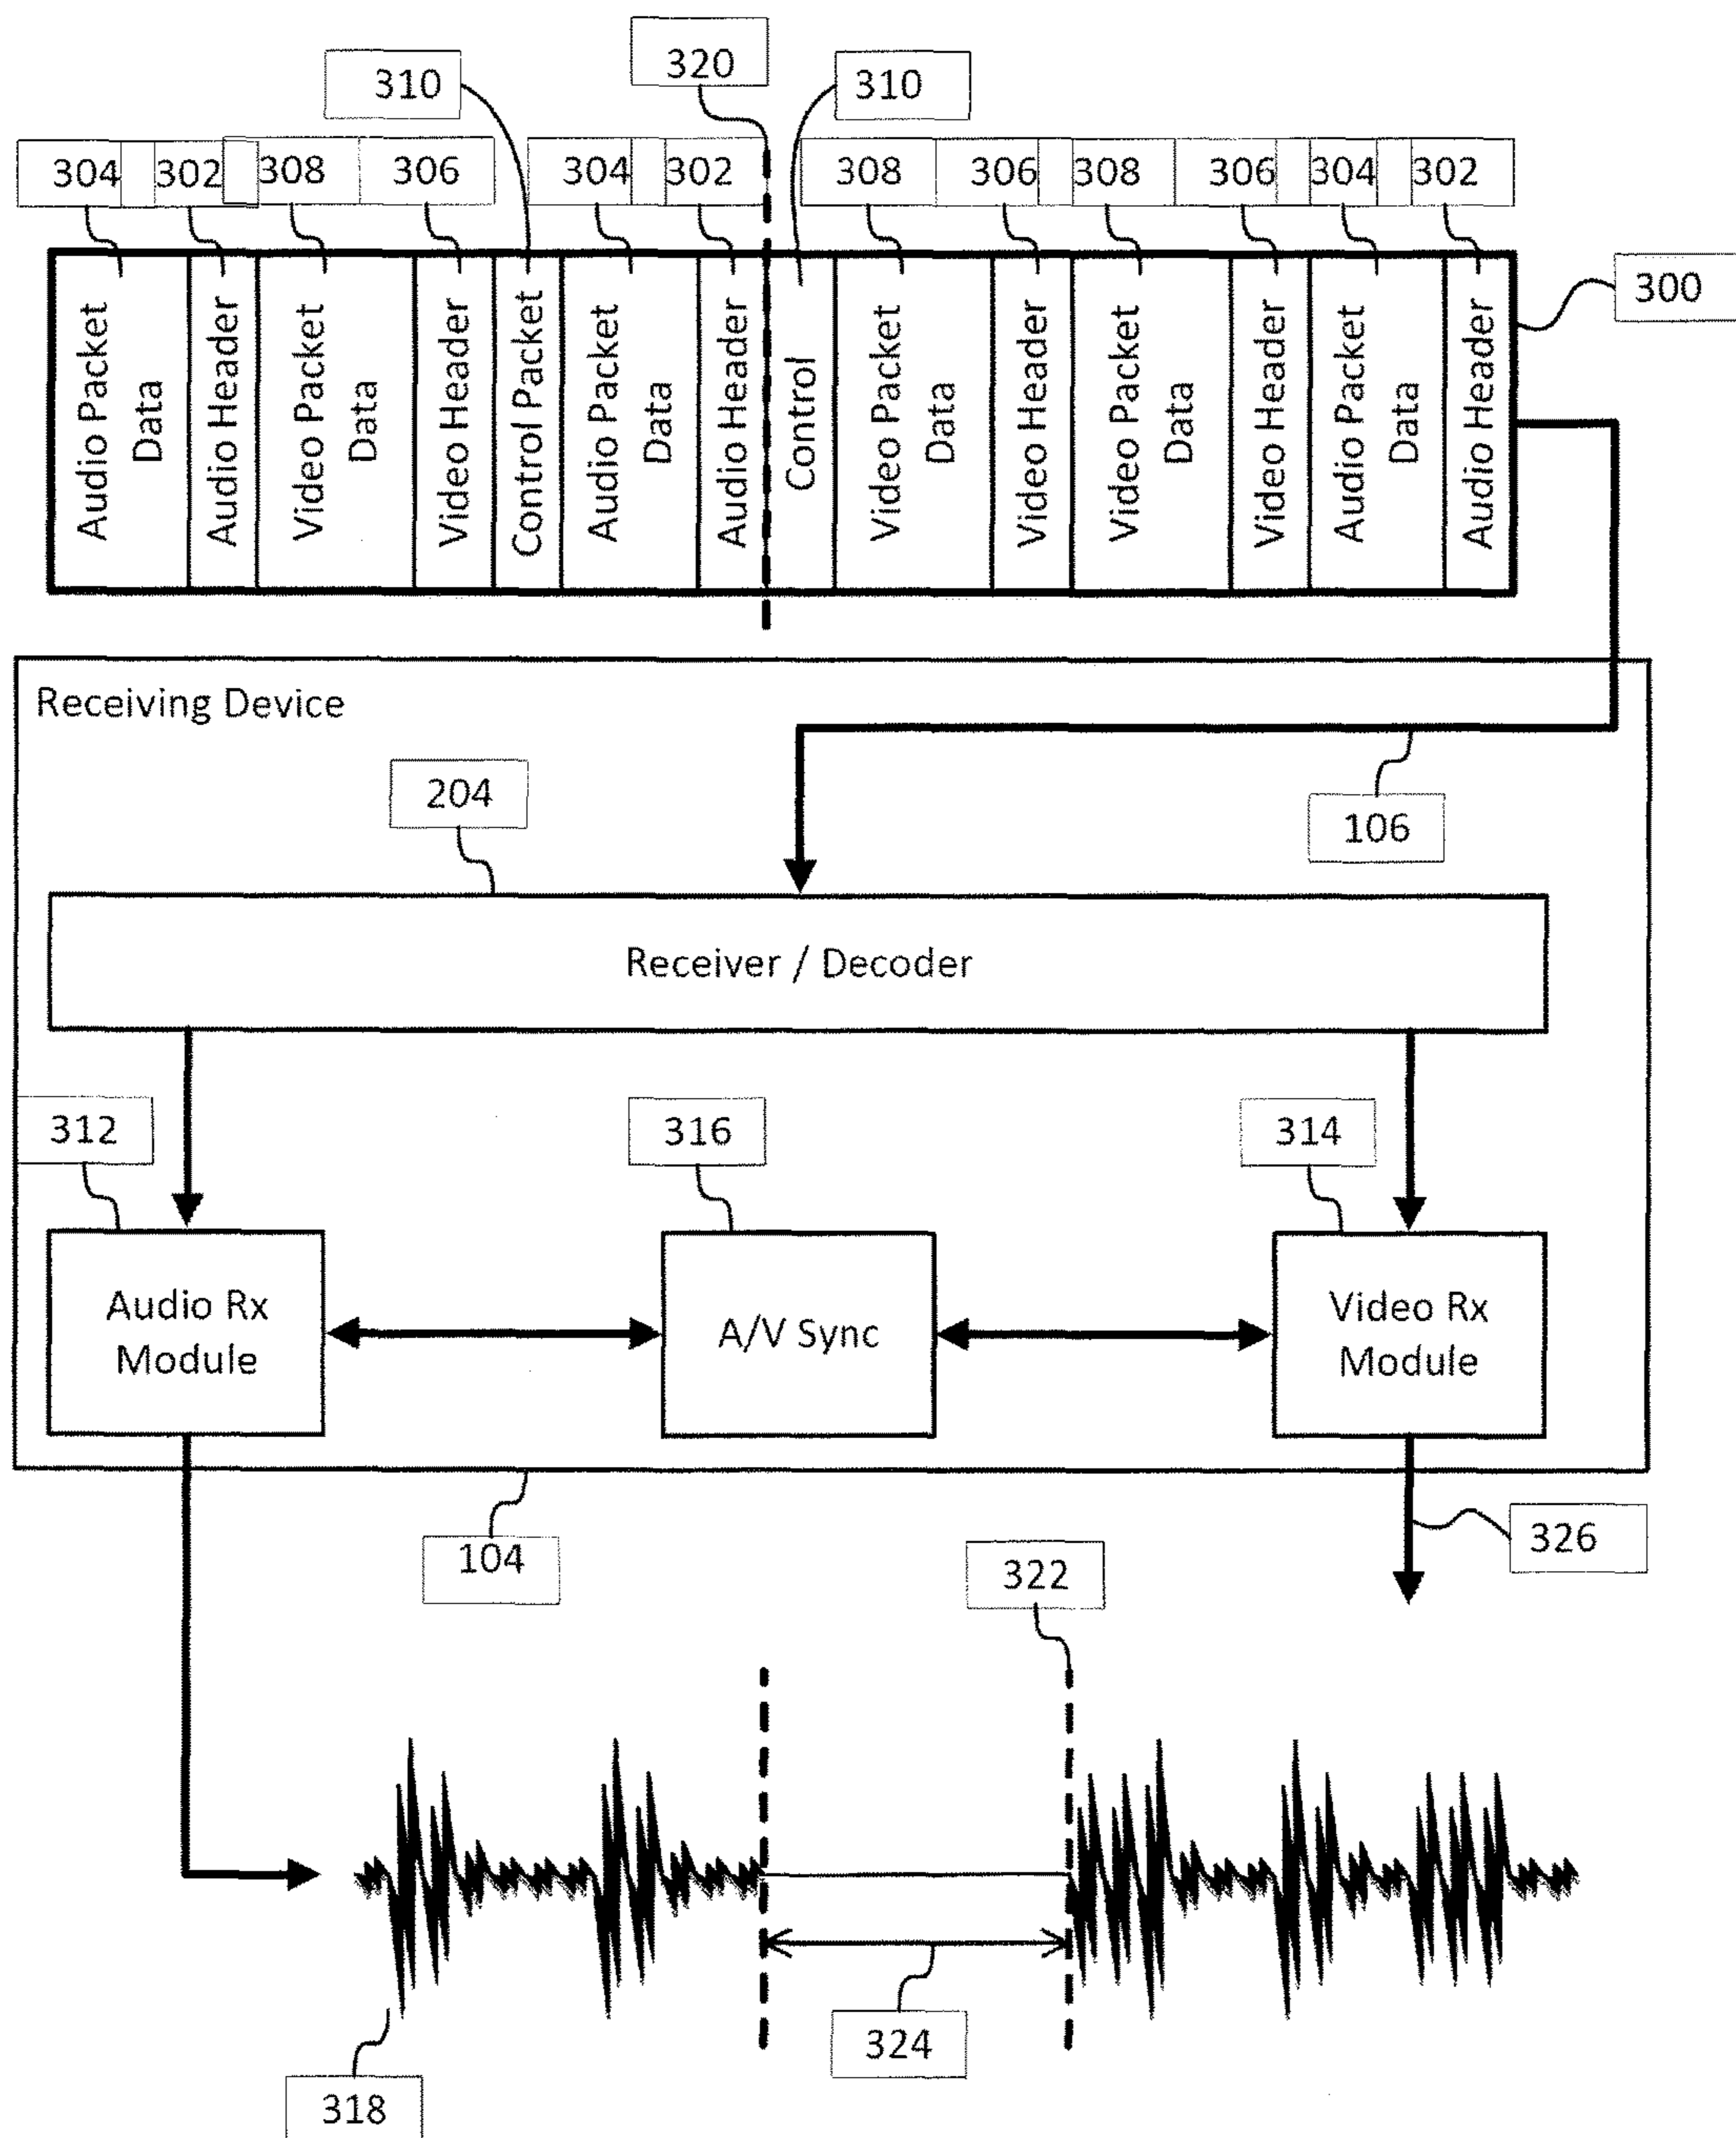 320
310
310
304
302
308
306
304
302
308
306
308
306
304
302
300
Audio Packet
Data
Audio Header
Video Packet
Data
Video Header
Control Packet
Audio Packet
Data
Audio Header
Control
Video Packet
Data
Video Header
Video Packet
Data
Video Header
Audio Packet
Data
Audio Header
Receiving Device
204
106
Receiver / Decoder
312
316
314
Audio Rx
Module
A/V Sync
Video Rx
Module
104
326
322
324
318